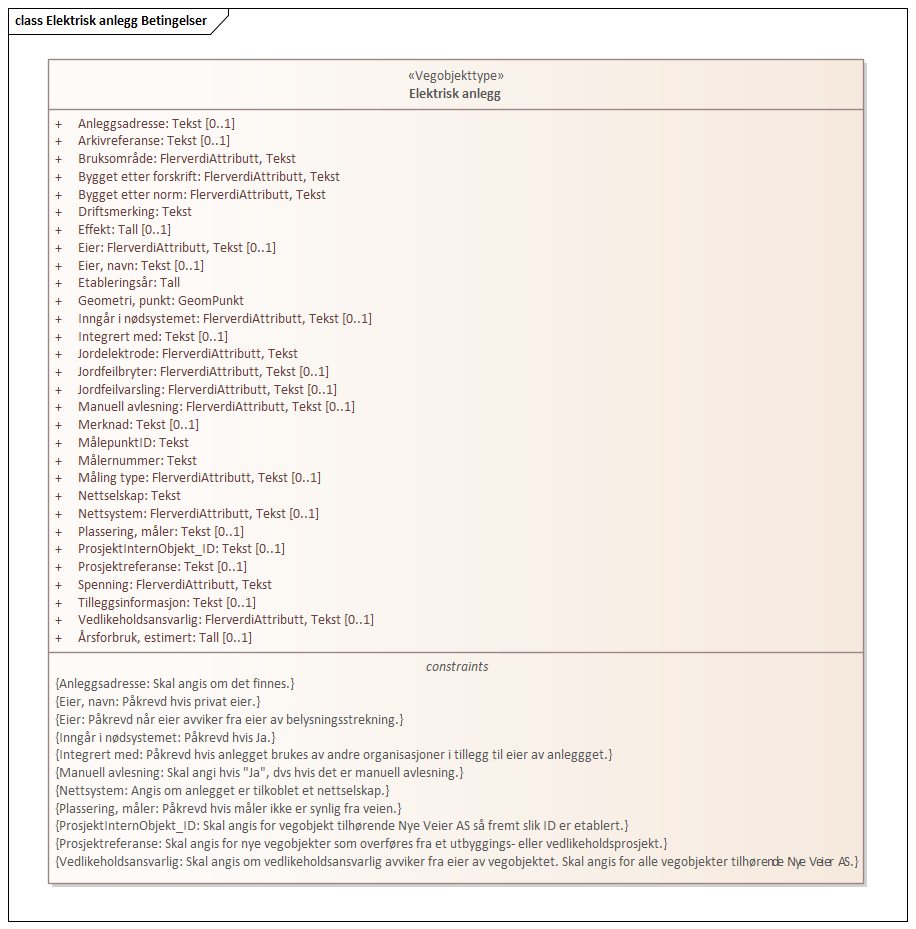 class Elektrisk anlegg Betingelser
«Vegobjekttype»
Elektrisk anlegg
+ Anleggsadresse: Tekst [0..1]
+ Arkivreferanse: Tekst [0..1]
+ Bruksområde: FlerverdiAttributt, Tekst
+ Bygget etter forskrift: FlerverdiAttributt, Tekst
+ Bygget etter norm: FlerverdiAttributt, Tekst
+ Driftsmerking: Tekst
+ Effekt: Tall [0..1]
+ Eier: FlerverdiAttributt, Tekst [0..1]
+ Eier, navn: Tekst [0..1]
+ Etableringsår: Tall
+ Geometri, punkt: GeomPunkt
+ Inngår i nødsystemet: FlerverdiAttributt, Tekst [0..1]
+ Integrert med: Tekst [0..1]
+ Jordelektrode: FlerverdiAttributt, Tekst
+ Jordfeilbryter: FlerverdiAttributt, Tekst [0..1]
+ Jordfeilvarsling: FlerverdiAttributt, Tekst [0..1]
+ Manuell avlesning: FlerverdiAttributt, Tekst [0..1]
+ Merknad: Tekst [0..1]
+ MålepunktID: Tekst
+ Målernummer: Tekst
+ Måling type: FlerverdiAttributt, Tekst [0..1]
+ Nettselskap: Tekst
+ Nettsystem: FlerverdiAttributt, Tekst [0..1]
+ Plassering, måler: Tekst [0..1]
+ ProsjektInternObjekt_ID: Tekst [0..1]
+ Prosjektreferanse: Tekst [0..1]
+ Spenning: FlerverdiAttributt, Tekst
+ Tilleggsinformasjon: Tekst [0..1]
+ Vedlikeholdsansvarlig: FlerverdiAttributt, Tekst [0..1]
+ Årsforbruk, estimert: Tall [0..1]
constraints
{Anleggsadresse: Skal angis om det finnes.}
{Eier, navn: Påkrevd hvis privat eier.}
{Eier: Påkrevd når eier avviker fra eier av belysningsstrekning.}
{Inngår i nødsystemet: Påkrevd hvis Ja.}
{Integrert med: Påkrevd hvis anlegget brukes av andre organisasjoner i tillegg til eier av anleggget.}
{Manuell avlesning: Skal angi hvis "Ja", dvs hvis det er manuell avlesning.}
{Nettsystem: Angis om anlegget er tilkoblet et nettselskap.}
{Plassering, måler: Påkrevd hvis måler ikke er synlig fra veien.}
{ProsjektInternObjekt_ID: Skal angis for vegobjekt tilhørende Nye Veier AS så fremt slik ID er etablert.}
{Prosjektreferanse: Skal angis for nye vegobjekter som overføres fra et utbyggings- eller vedlikeholdsprosjekt.}
{Vedlikeholdsansvarlig: Skal angis om vedlikeholdsansvarlig avviker fra eier av vegobjektet. Skal angis for alle vegobjekter tilhørende Nye Veier AS.}